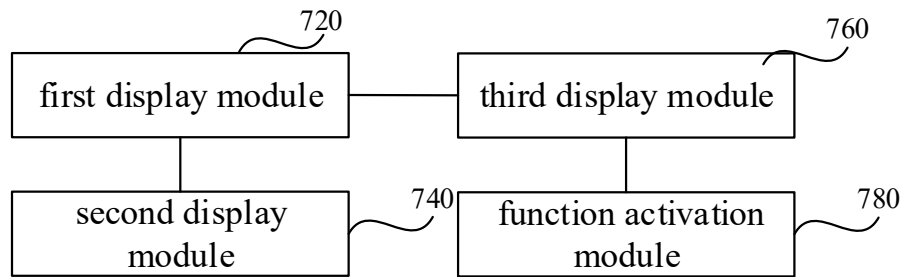 720
760
first display module
third display module
740
780
second display
module
function activation
module